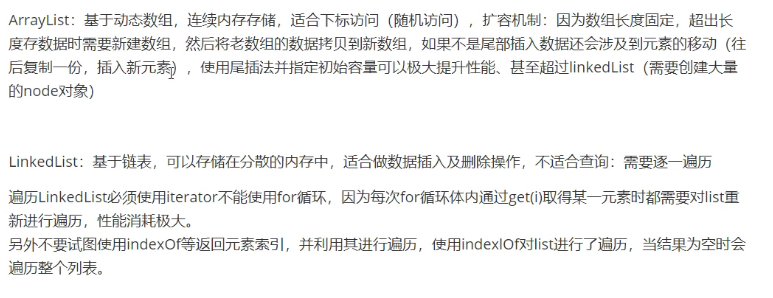 ArrayList：基于动态数组，连续内存存储，适合下标访问（随机访问），扩容机制：因为数组长度固定，超出长
度存数据时需要新建数组，然后将老数组的数据拷贝到新数组，如果不是尾部插入数据还会涉及到元素的移动（往
后复制一份，插入新元素），使用尾插法并指定初始容量可以极大提升性能、甚至超过linkedList（需要创建大量
的node对象）
LinkedList：基于链表，可以存储在分散的内存中，适合做数据插入及删除操作，不适合查询：需要逐一遍历
遍历LinkedList必须使用iterator不能使用for循环，因为每次for循环体内通过get(i)取得某一元素时都需要对list重
新进行遍历，性能消耗极大。
另外不要试图使用indexOf等返回元素索引，并利用其进行遍历，使用indexlOf对list进行了遍历，当结果为空时会
遍历整个列表。